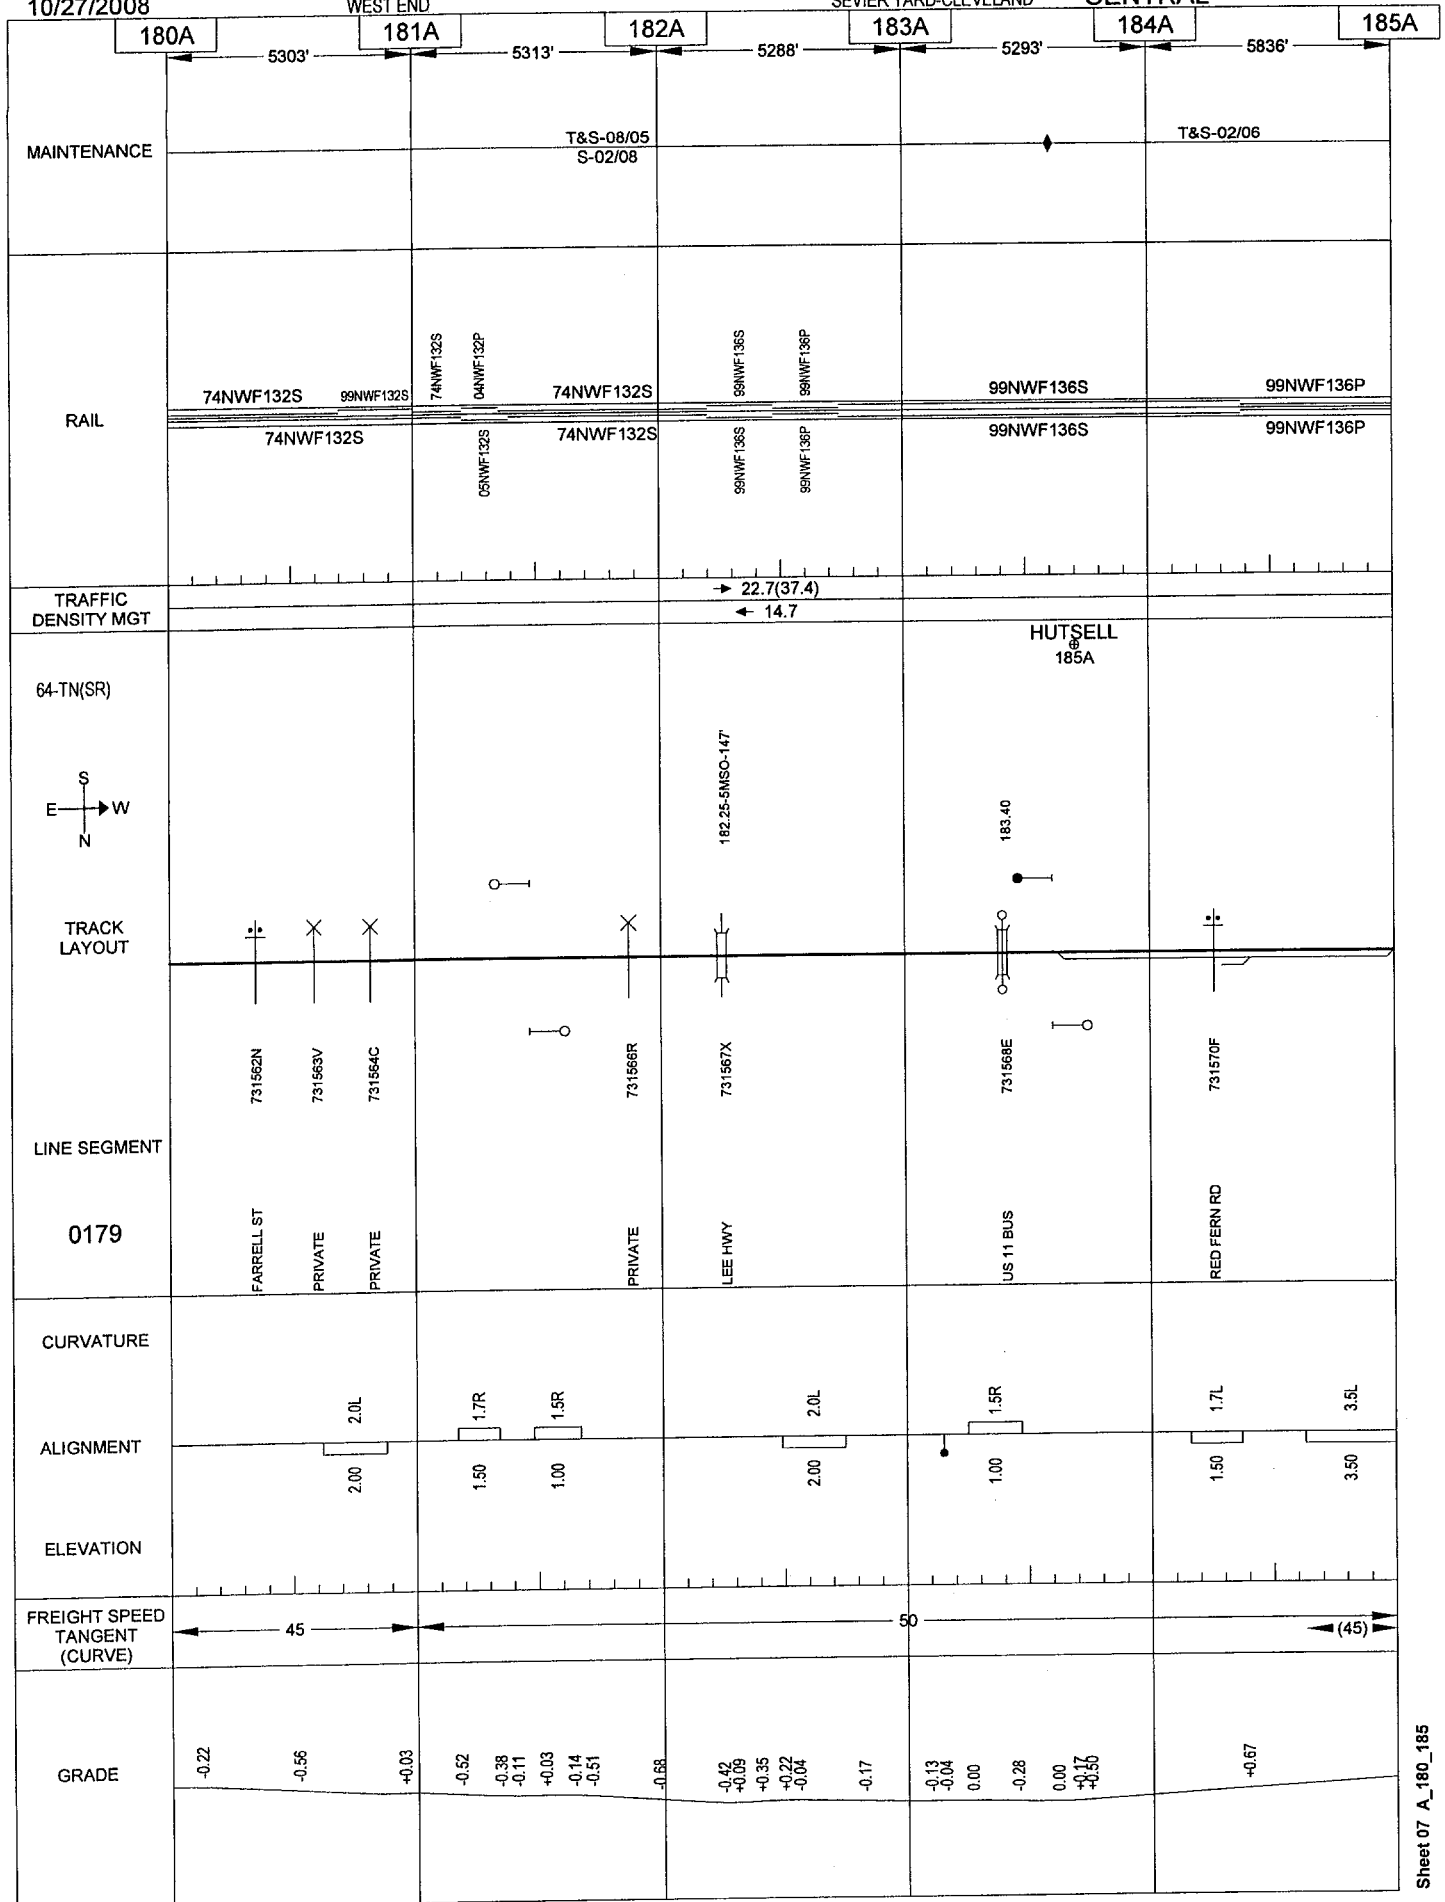 10/27/2008
WEST END
SEVIER YARD-CLEVELAND
CENTRAL
180A
181A
182A
183A
184A
185A
5303'
5313'
5288'
5293'
5836'
MAINTENANCE
T&S-08/05
S-02/08
T&S-02/06
RAIL
74NWF132S
99NWF132S
74NWF132S
04NWF132P
74NWF132S
99NWF136S
99NWF136P
99NWF136S
99NWF136P
74NWF132S
05NWF132S
74NWF132S
99NWF136S
99NWF136P
99NWF136S
99NWF136P
TRAFFIC
DENSITY MGT
22.7(37.4)
14.7
HUTSELL
185A
64-TN(SR)
S
E W
N
182.25-5MSO-147'
183.40
TRACK
LAYOUT
731562N
731563V
731564C
731566R
731567X
731568E
731570F
LINE SEGMENT
0179
FARRELL ST
PRIVATE
PRIVATE
PRIVATE
LEE HWY
US 11 BUS
RED FERN RD
CURVATURE
2.0L
1.7R
1.5R
2.0L
1.5R
1.7L
3.5L
ALIGNMENT
2.00
1.50
1.00
2.00
1.00
1.50
3.50
ELEVATION
FREIGHT SPEED
TANGENT
(CURVE)
45
50
(45)
GRADE
-0.22
-0.56
+0.03
-0.52
-0.38
-0.11
+0.03
-0.14
-0.51
-0.68
-0.42
+0.09
+0.35
+0.22
-0.04
-0.17
-0.13
-0.04
0.00
-0.28
0.00
+0.17
+0.50
+0.67
Sheet 07 A_180_185